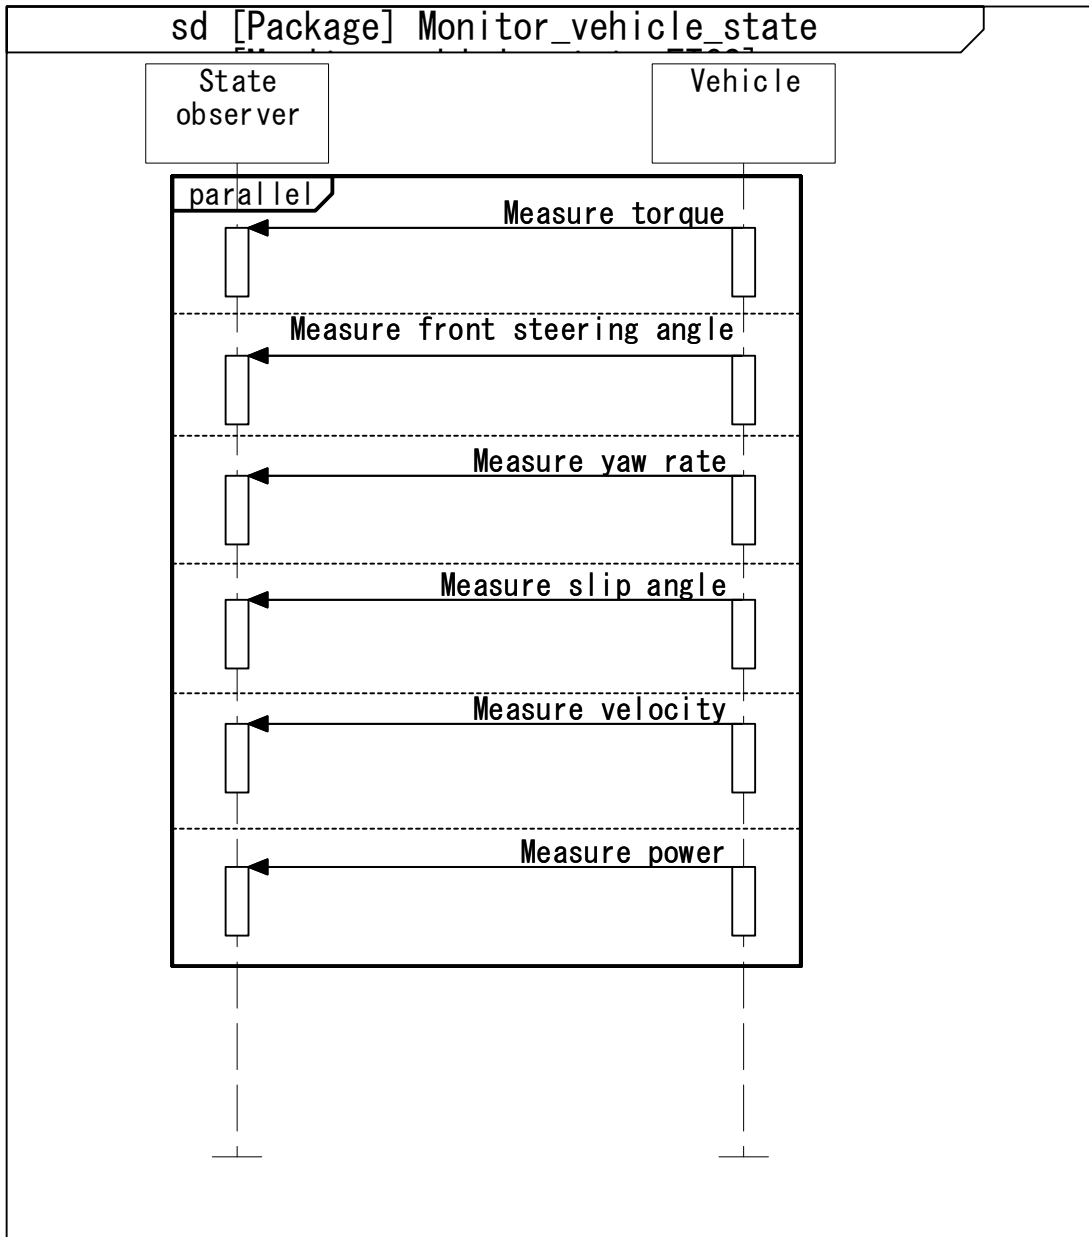 sd [Package] Monitor_vehicle_state
State
observer
Vehicle
parallel
Measure torque
Measure front steering angle
Measure yaw rate
Measure slip angle
Measure velocity
Measure power